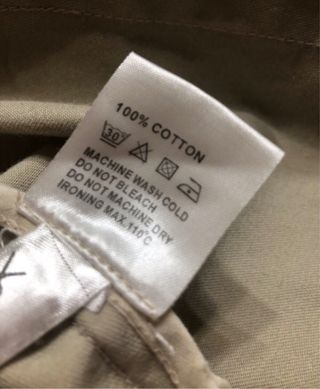 100% COTTON
30°
MACHINE WASH COLD
DO NOT BLEACH
DO NOT MACHINE DRY
IRONING MAX.110°C